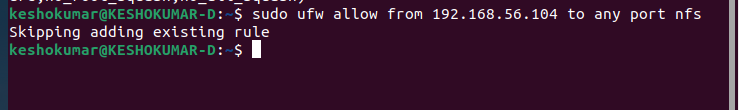 keshokumar@KESHOKUMAR-D:~$ sudo ufw allow from 192.168.56.104 to any port nfs
Skipping adding existing rule
keshokumar@KESHOKUMAR-D:~$